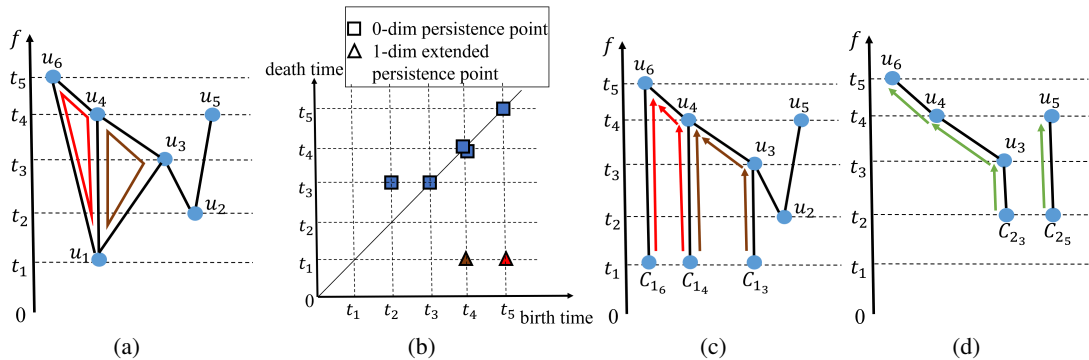 f
t₅
t₄
t₃
t₂
t₁
0
u₆
u₄
u₅
u₃
u₂
u₁
(a)
0-dim persistence point
1-dim extended
persistence point
death time
t₅
t₄
t₃
t₂
t₁
0
t₁ t₂ t₃ t₄ t₅
birth time
(b)
f
t₅
t₄
t₃
t₂
t₁
0
u₆
u₄
u₅
u₃
u₂
C₁₆ C₁₄ C₁₃
(c)
f
t₅
t₄
t₃
t₂
t₁
0
u₆
u₄
u₅
u₃
C₂₃ C₂₅
(d)